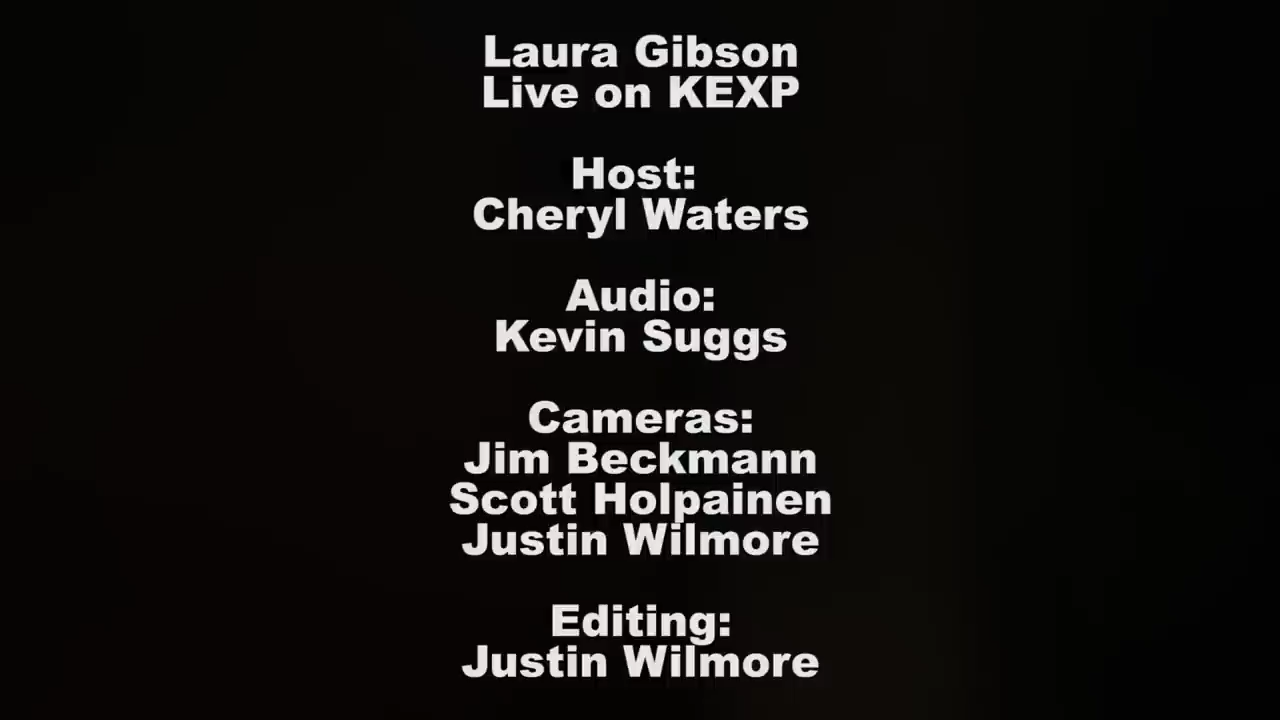 Laura Gibson
Live on KEXP
Host:
Cheryl Waters
Audio:
Kevin Suggs
Cameras:
Jim Beckmann
Scott Holpainen
Justin Wilmore
Editing:
Justin Wilmore